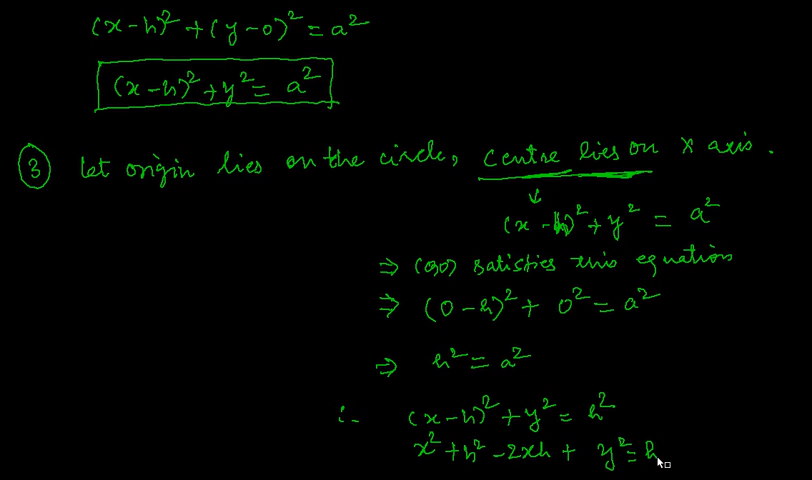 (x-h)² + (y-0)² = a²
(x-h)² + y² = a²
3 Let origin lies on the circle, centre lies on X axis.
↓
(x-h)² + y² = a²
⇒ (0,0) satisfies this equation
⇒ (0-h)² + 0² = a²
⇒ h² = a²
∴ (x-h)² + y² = h²
x² + h² - 2xh + y² = h